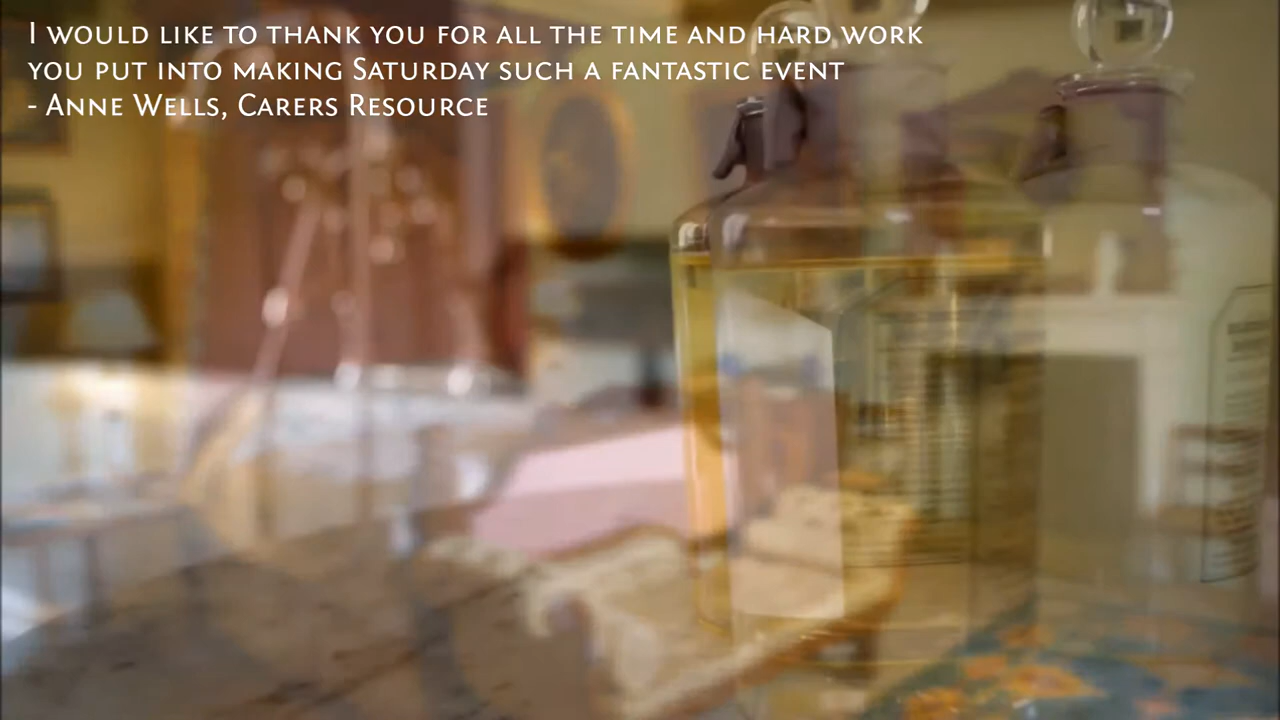 I would like to thank you for all the time and hard work
you put into making Saturday such a fantastic event
- Anne Wells, Carers Resource